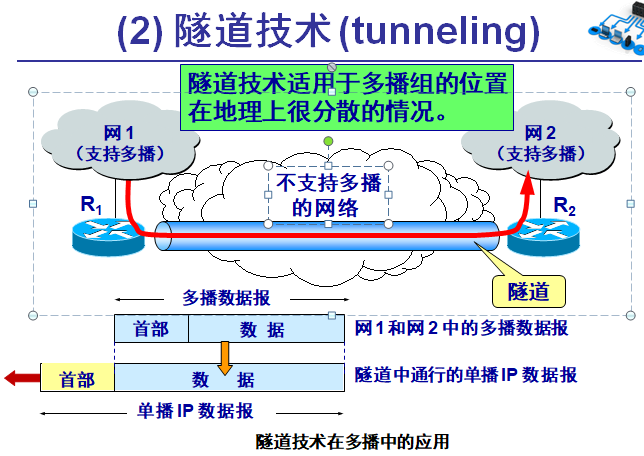 (2) 隧道技术 (tunneling)
隧道技术适用于多播组的位置
在地理上很分散的情况。
网 1
（支持多播）
网 2
（支持多播）
不支持多播
的网络
R1
R2
隧道
多播数据报
首部
数 据
网 1 和网 2 中的多播数据报
首部
数 据
隧道中通行的单播 IP 数据报
单播 IP 数据报
隧道技术在多播中的应用